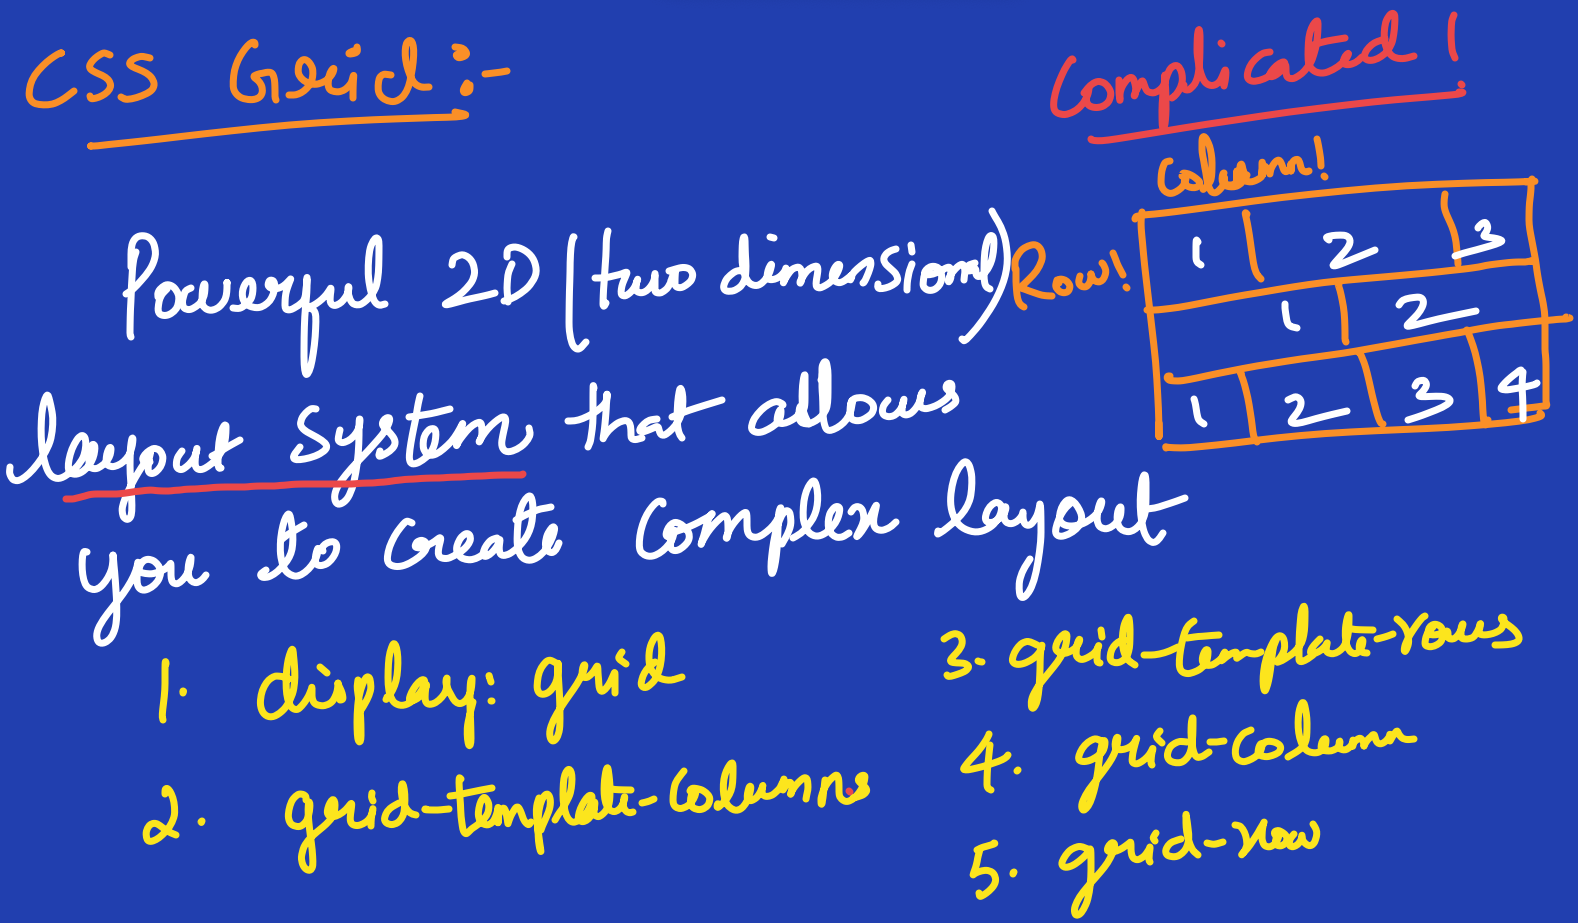 CSS Grid :-
Complicated !
Column!
Powerful 2D (two dimensional)
Row!
1 2 3
1 2
1 2 3 4
layout system that allows
you to create complex layout
1. display: grid
2. grid-template-columns
3. grid-template-rows
4. grid-column
5. grid-row